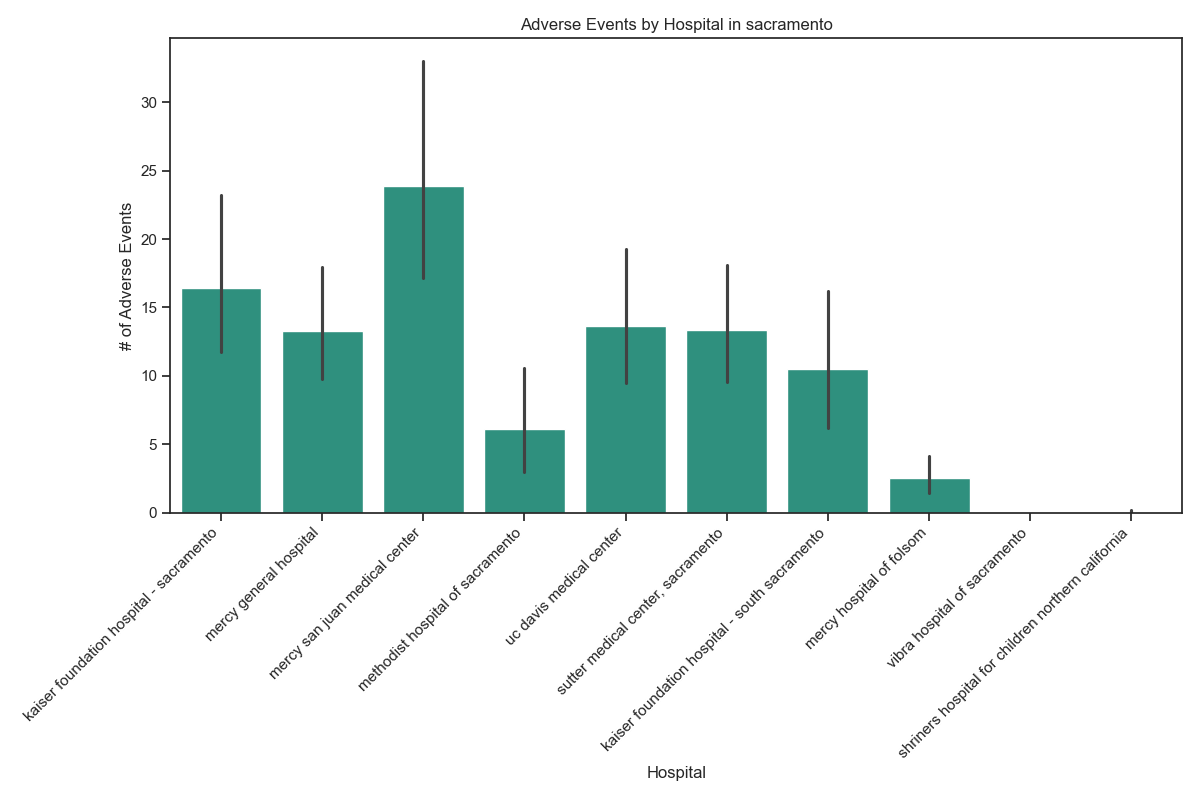 Adverse Events by Hospital in sacramento
# of Adverse Events
30
25
20
15
10
5
0
kaiser foundation hospital - sacramento
mercy general hospital
mercy san juan medical center
methodist hospital of sacramento
uc davis medical center
sutter medical center, sacramento
kaiser foundation hospital - south sacramento
mercy hospital of folsom
vibra hospital of sacramento
shriners hospital for children northern california
Hospital